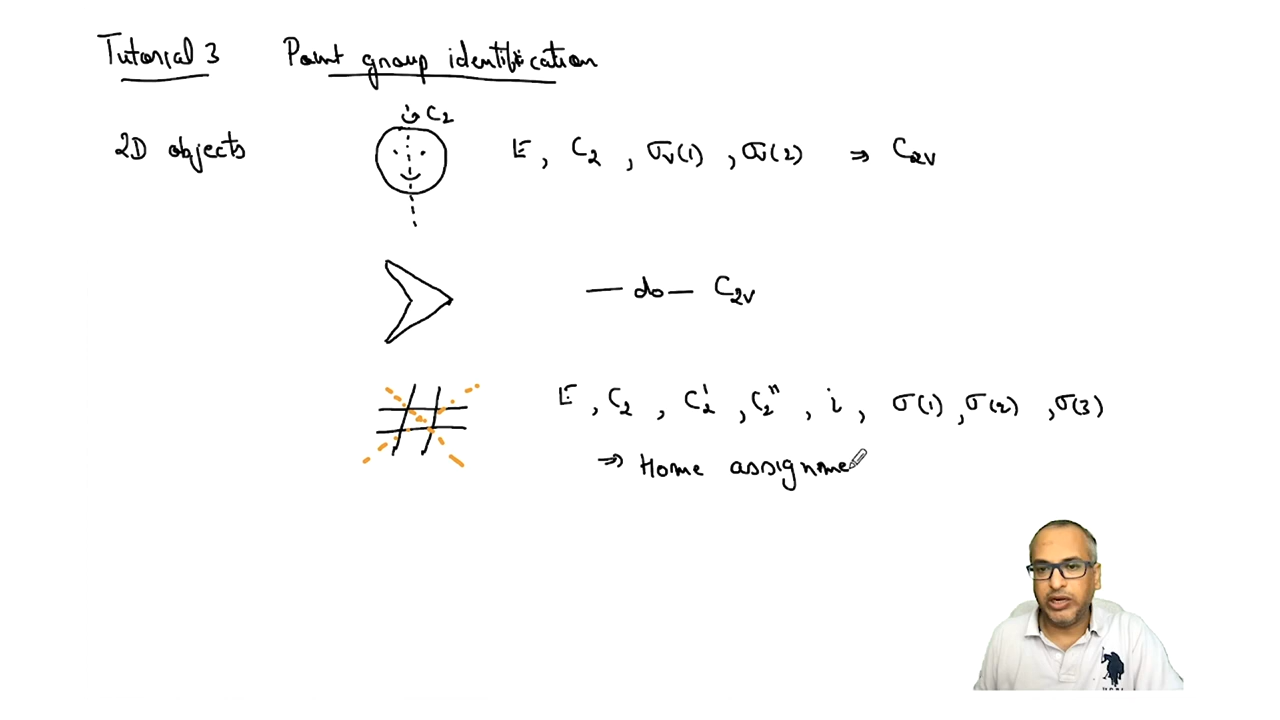 Tutorial 3 Point group identification
C2
2D objects E, C2, σv(1), σv(2) ⇒ C2v
— do — C2v
E, C2, C2', C2'', i, σ(1), σ(2), σ(3)
⇒ Home assignme